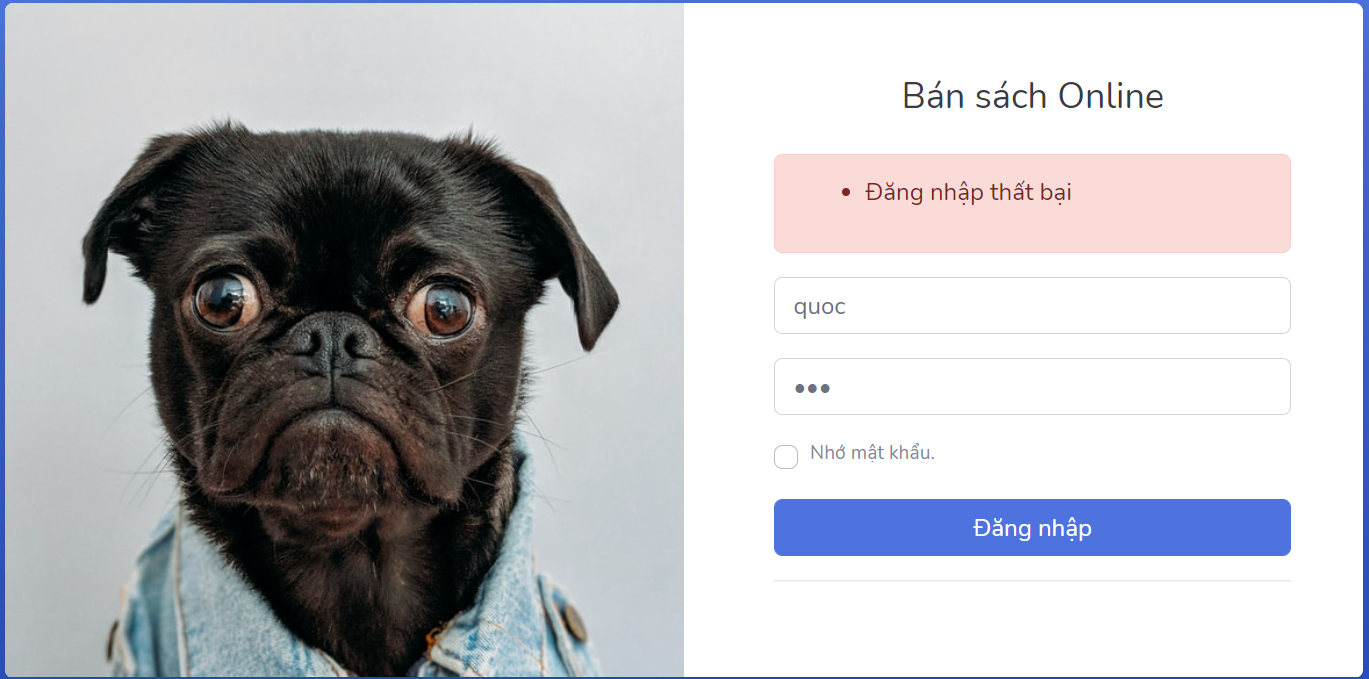 Bán sách Online
Đăng nhập thất bại
quoc
Nhớ mật khẩu.
Đăng nhập